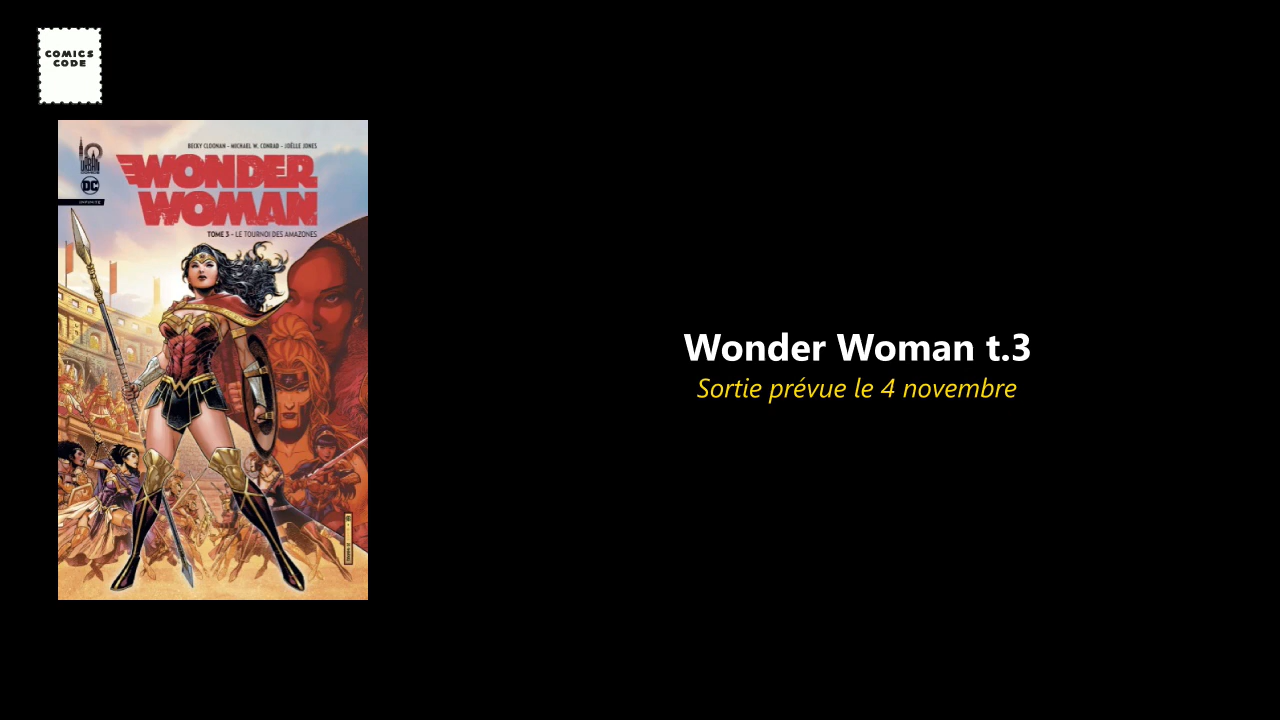 COMICS
CODE
BECKY CLOONAN - MICHAEL W. CONRAD - JOËLLE JONES
URBAN
DC
INFINITE
WONDER
WOMAN
TOME 3 - LE TOURNOI DES AMAZONES
Wonder Woman t.3
Sortie prévue le 4 novembre